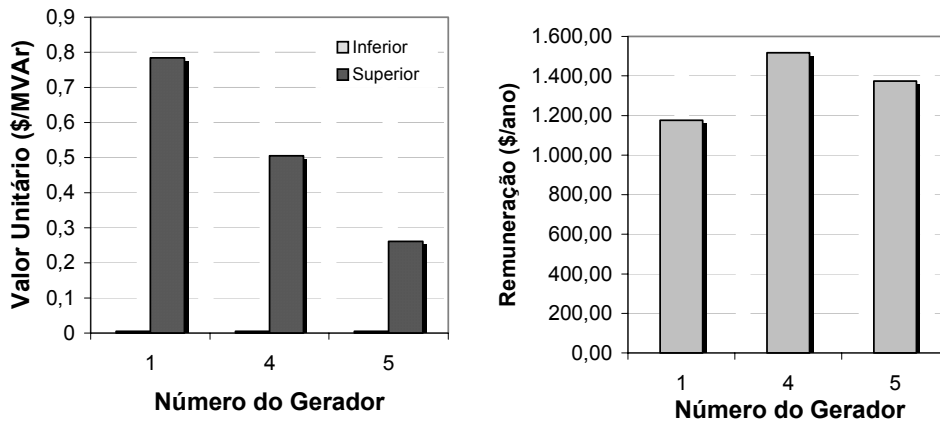 Valor Unitário ($/MVAr)
0,9
0,8
0,7
0,6
0,5
0,4
0,3
0,2
0,1
0
Inferior
Superior
1 4 5
Número do Gerador
Remuneração ($/ano)
1.600,00
1.400,00
1.200,00
1.000,00
800,00
600,00
400,00
200,00
0,00
1 4 5
Número do Gerador